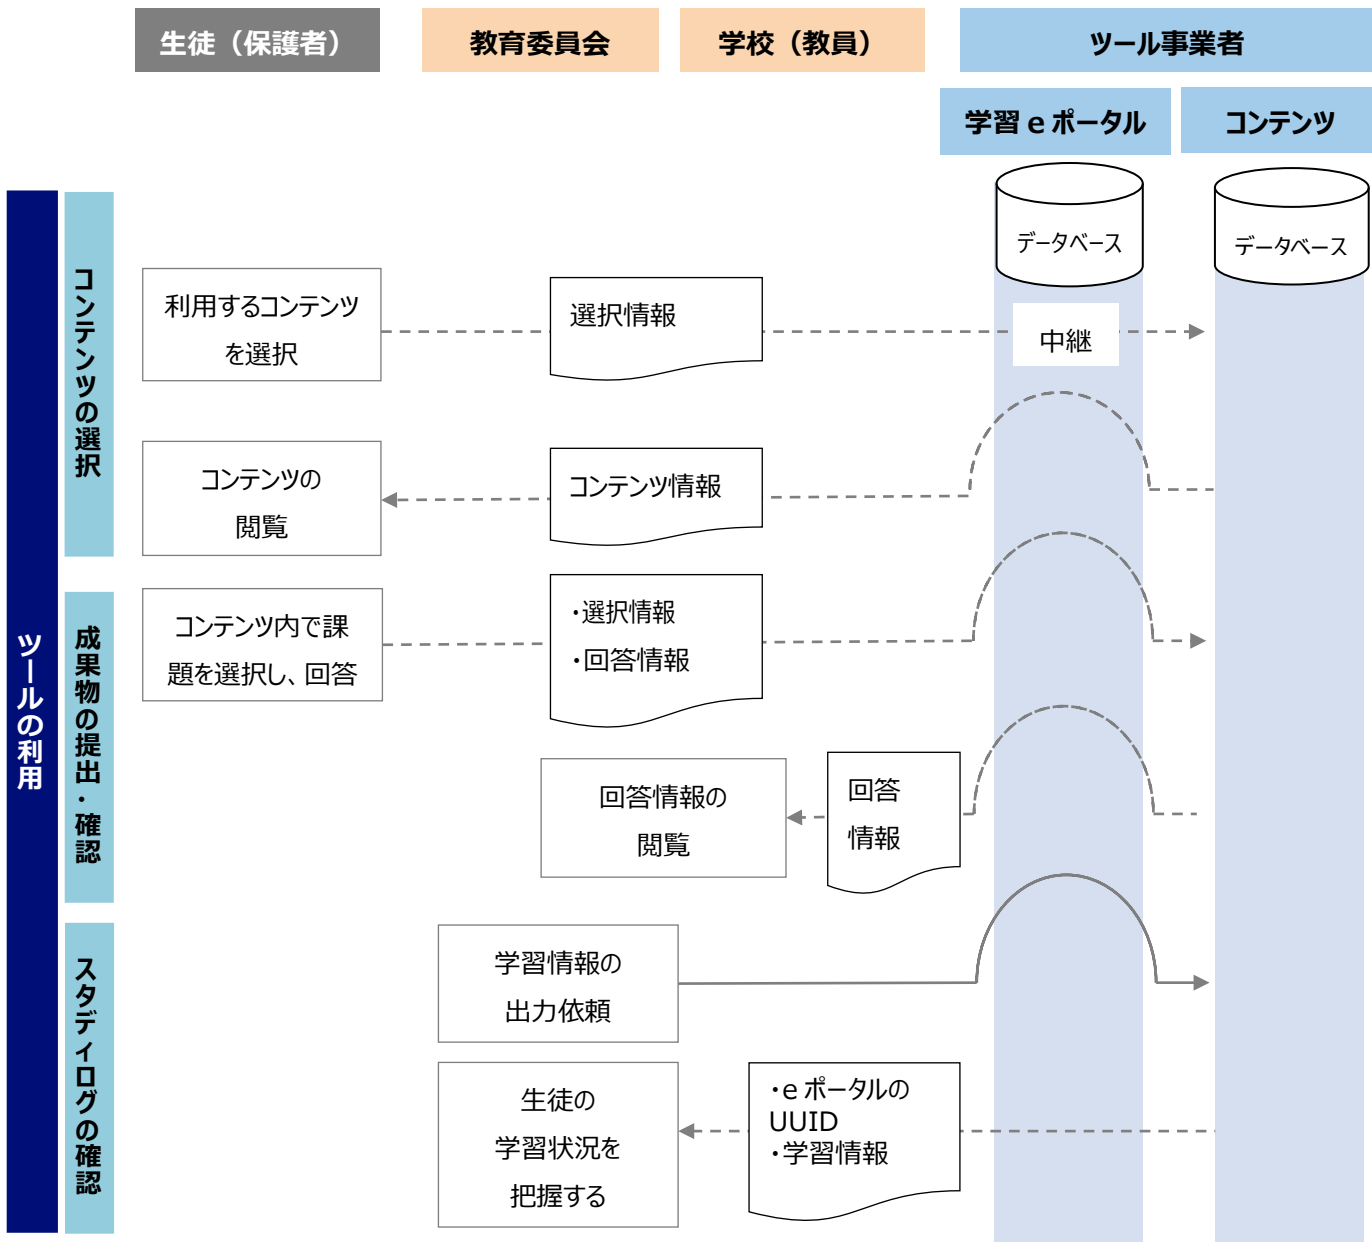 生徒（保護者）
教育委員会
学校（教員）
ツール事業者
学習 e ポータル
コンテンツ
データベース
データベース
ツールの利用
コンテンツの選択
利用するコンテンツ
を選択
選択情報
中継
コンテンツの
閲覧
コンテンツ情報
成果物の提出・確認
コンテンツ内で課
題を選択し、回答
・選択情報
・回答情報
回答情報の
閲覧
回答
情報
スタディログの確認
学習情報の
出力依頼
生徒の
学習状況を
把握する
・e ポータルの
UUID
・学習情報